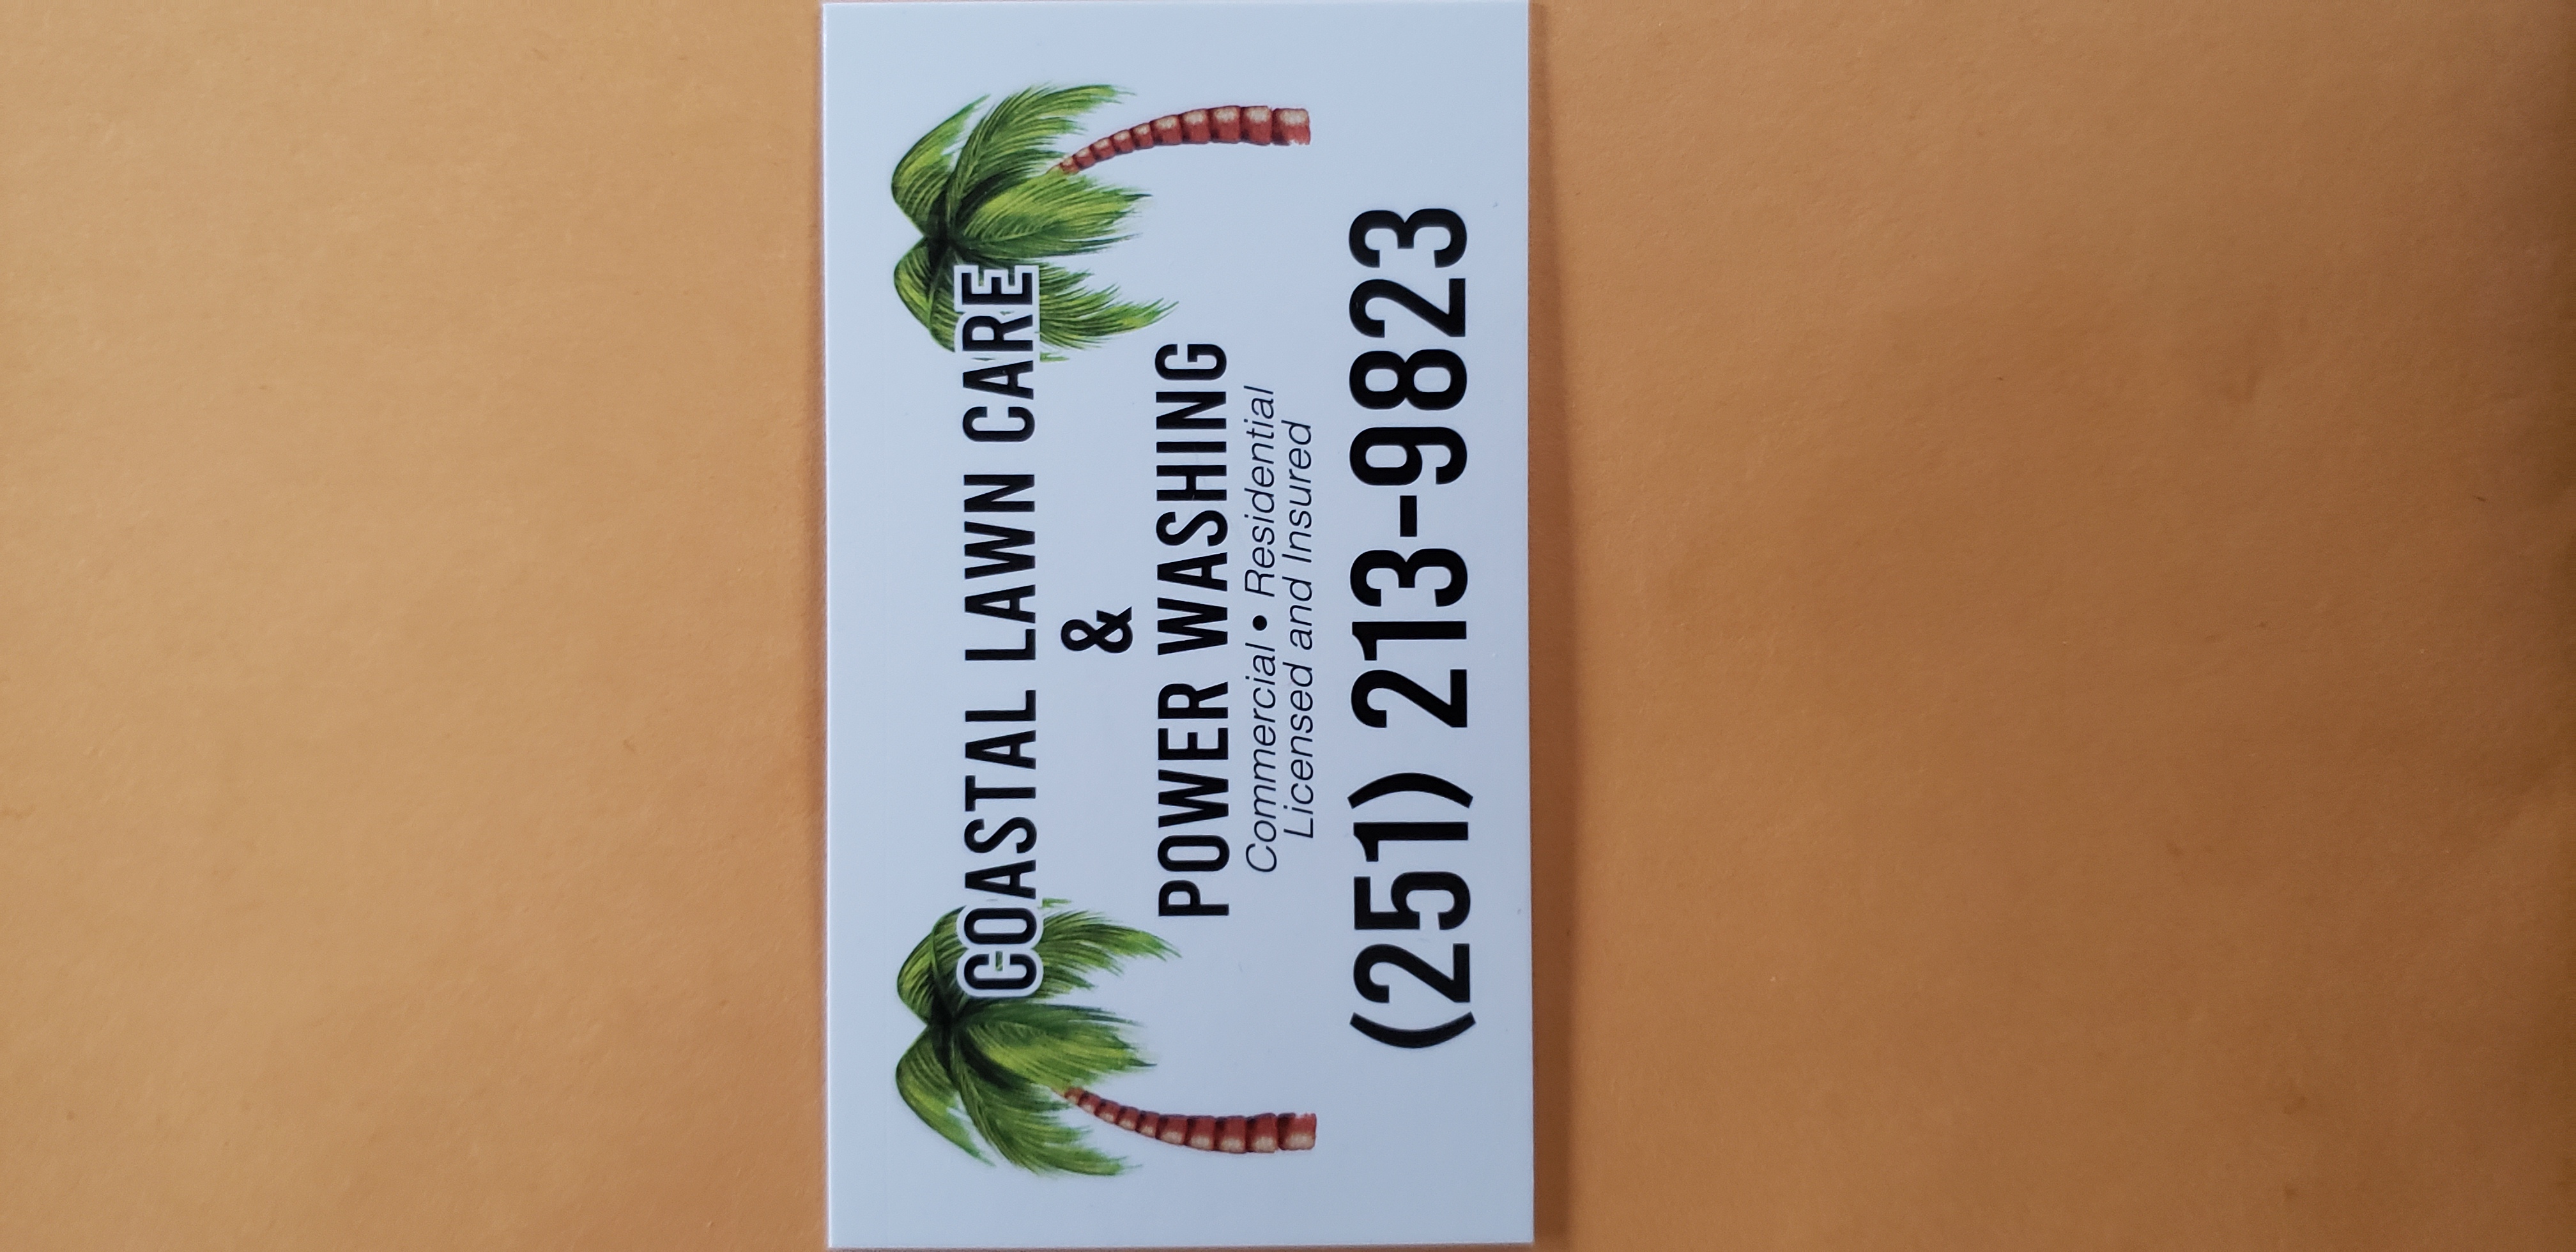 COASTAL LAWN CARE
&
POWER WASHING
Commercial • Residential
Licensed and Insured
(251) 213-9823